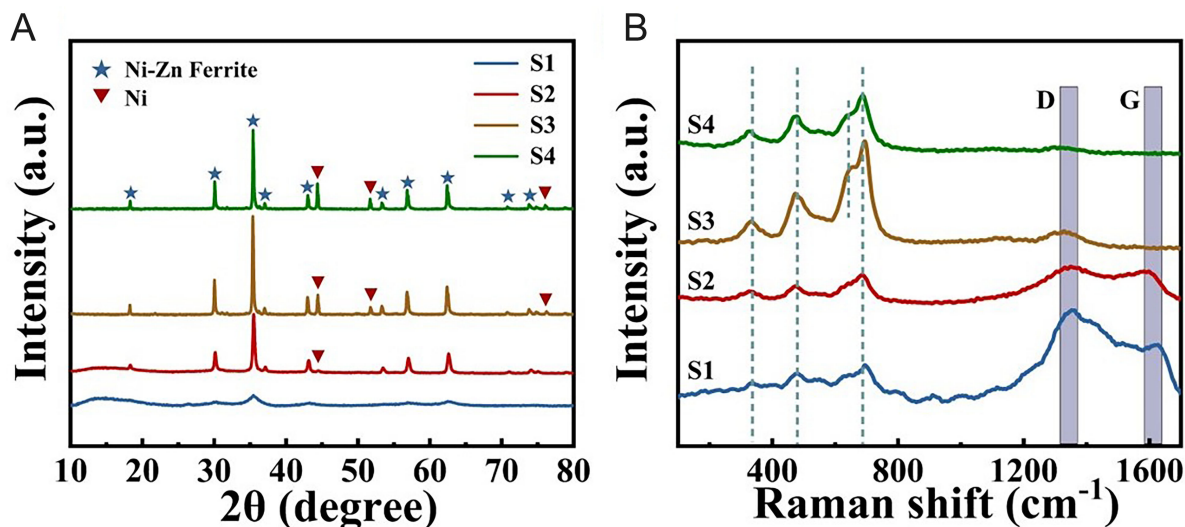 A
Intensity (a.u.)
Ni-Zn Ferrite
Ni
S1
S2
S3
S4
10 20 30 40 50 60 70 80
2θ (degree)
B
Intensity (a.u.)
D
G
S4
S3
S2
S1
400 800 1200 1600
Raman shift (cm⁻¹)